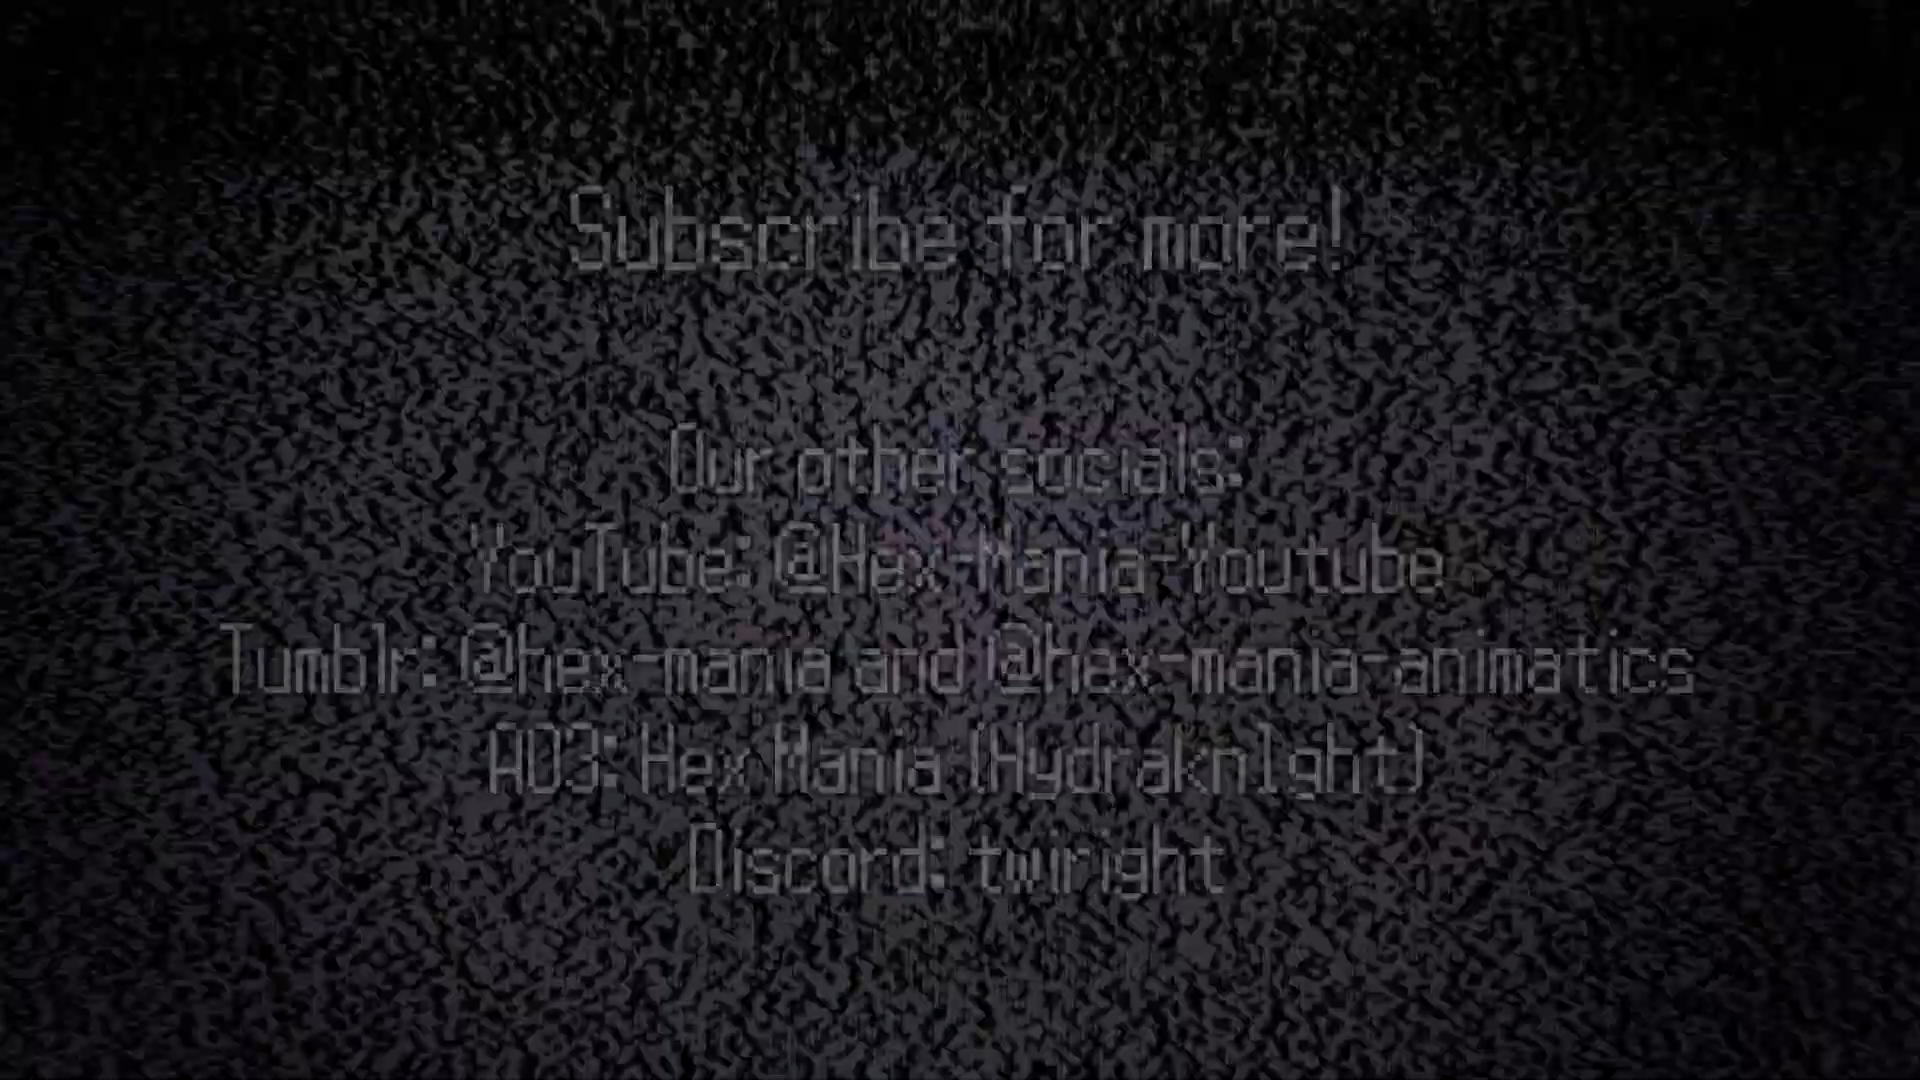 Subscribe for more!
Our other socials:
YouTube: @Hex-Mania-Youtube
Tumblr: @hex-mania and @hex-mania-animatics
AO3: Hex Mania (Hydrakn1ght)
Discord: twiright